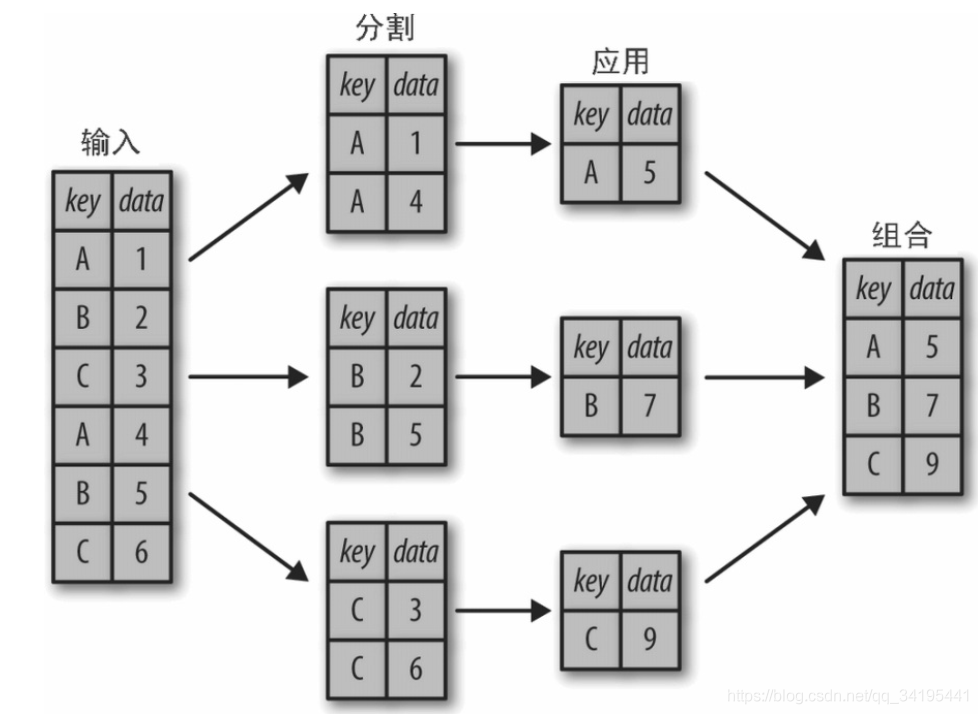 输入
key data
A 1
B 2
C 3
A 4
B 5
C 6
分割
key data
A 1
A 4
key data
B 2
B 5
key data
C 3
C 6
应用
key data
A 5
key data
B 7
key data
C 9
组合
key data
A 5
B 7
C 9
https://blog.csdn.net/qq_34195441